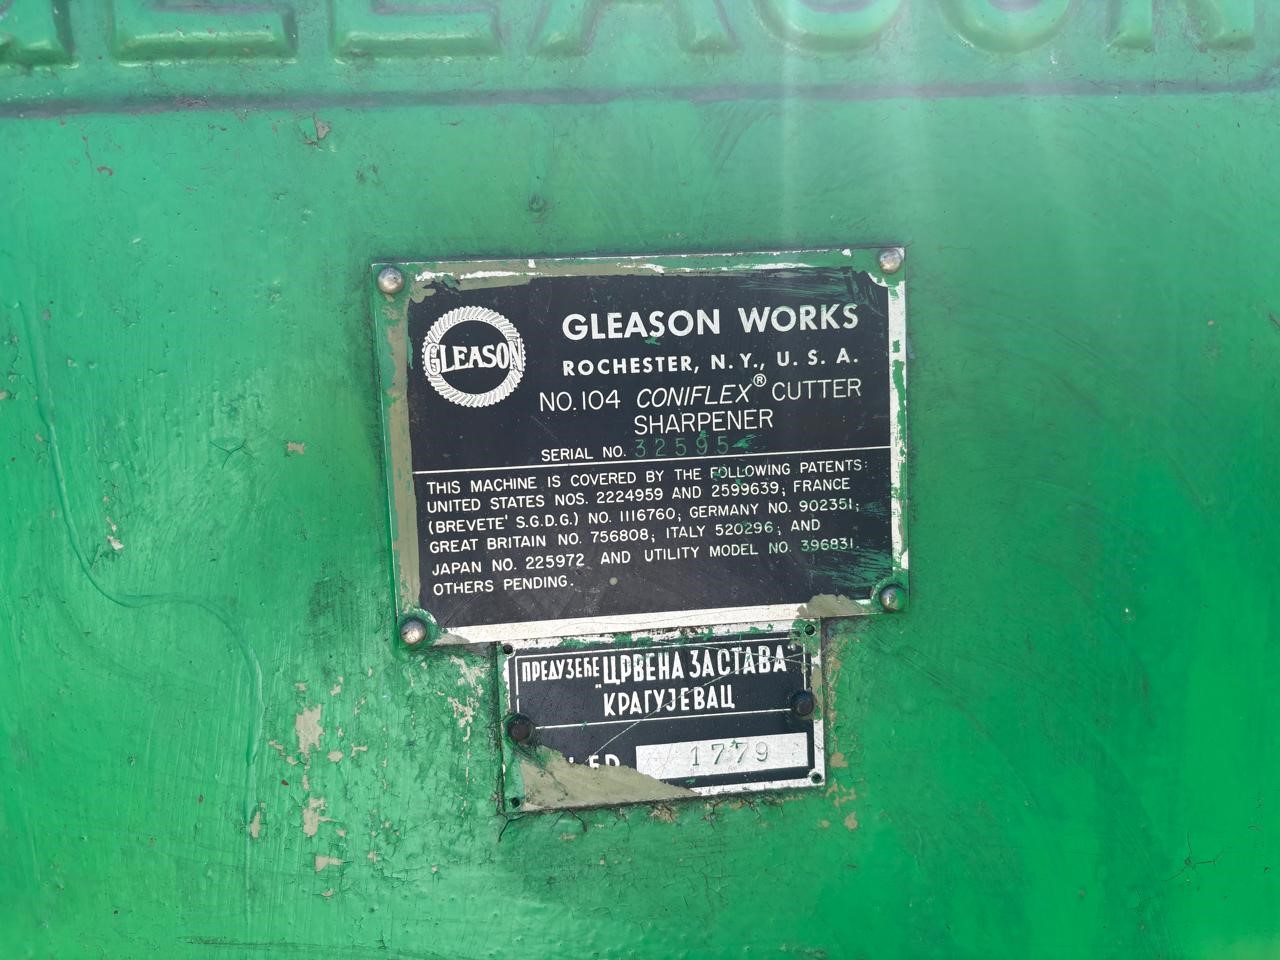 GLEASON
GLEASON
GLEASON WORKS
ROCHESTER, N.Y., U. S. A.
NO. 104 CONIFLEX® CUTTER
SHARPENER
SERIAL NO. 32595
THIS MACHINE IS COVERED BY THE FOLLOWING PATENTS:
UNITED STATES NOS. 2224959 AND 2599639; FRANCE
(BREVETE' S.G.D.G.) NO. 1116760; GERMANY NO. 902351;
GREAT BRITAIN NO. 756808; ITALY 520296; AND
JAPAN NO. 225972 AND UTILITY MODEL NO. 396831.
OTHERS PENDING.
ПРЕДУЗЕЋЕ "ЦРВЕНА ЗАСТАВА"
КРАГУЈЕВАЦ
1779